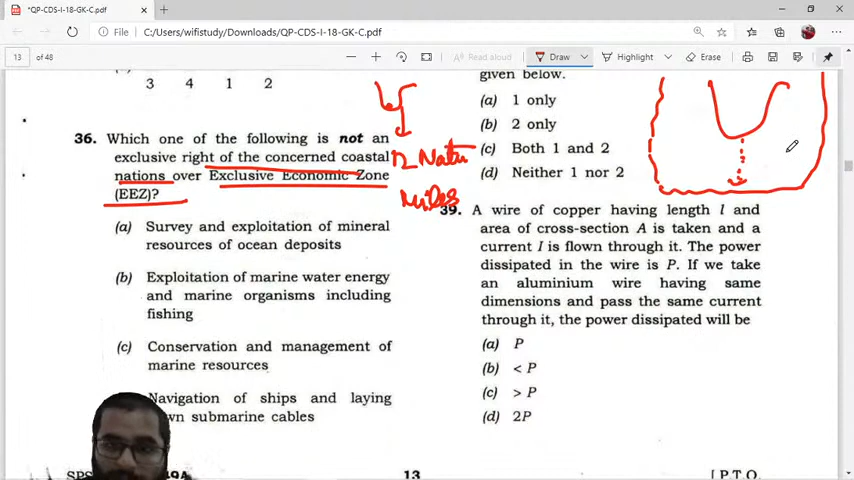 *QP-CDS-I-18-GK-C.pdf
File | C:/Users/wifistudy/Downloads/QP-CDS-I-18-GK-C.pdf
13 of 48
Read aloud
Draw
Highlight
Erase
3 4 1 2
36. Which one of the following is not an
exclusive right of the concerned coastal
nations over Exclusive Economic Zone
(EEZ)?
(a) Survey and exploitation of mineral
resources of ocean deposits
(b) Exploitation of marine water energy
and marine organisms including
fishing
(c) Conservation and management of
marine resources
Navigation of ships and laying
submarine cables
12 Nati
Miles
given below.
(a) 1 only
(b) 2 only
(c) Both 1 and 2
(d) Neither 1 nor 2
39. A wire of copper having length l and
area of cross-section A is taken and a
current I is flown through it. The power
dissipated in the wire is P. If we take
an aluminium wire having same
dimensions and pass the same current
through it, the power dissipated will be
(a) P
(b) < P
(c) > P
(d) 2P
13
[ P.T.O.